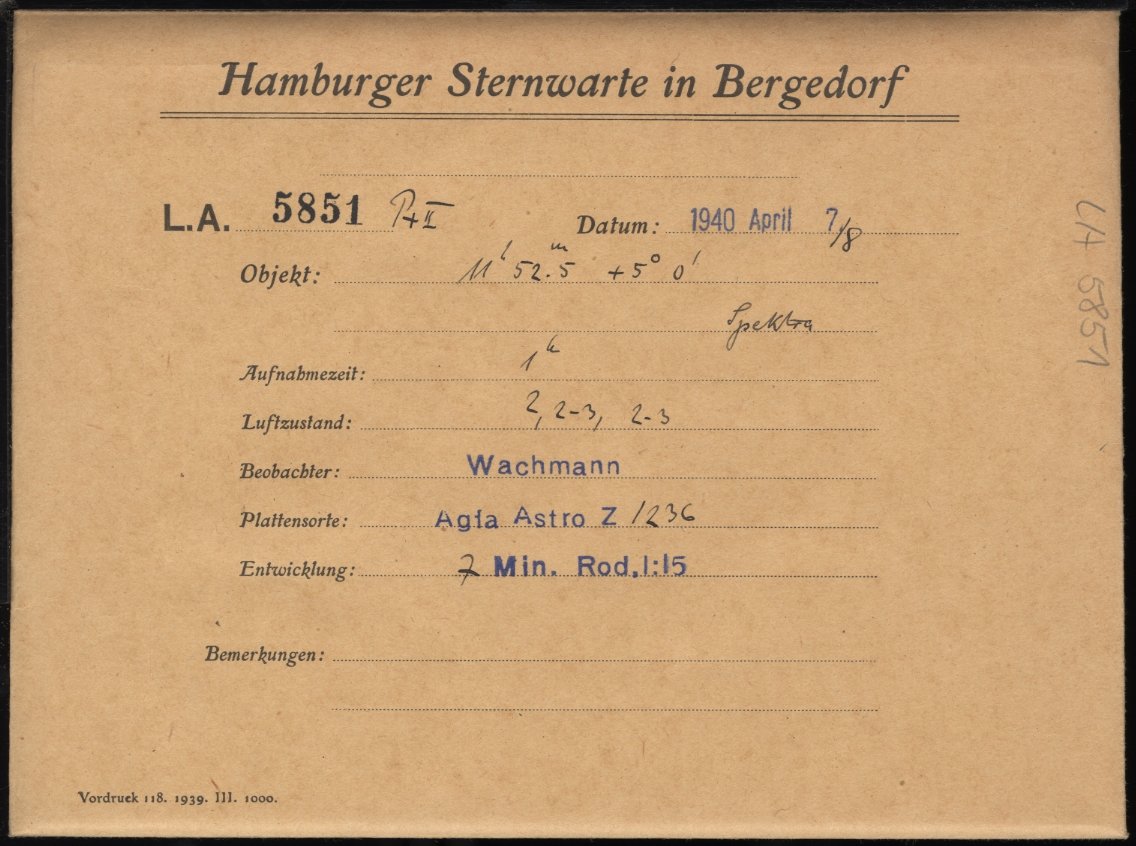 Hamburger Sternwarte in Bergedorf
L.A. 5851 P+II Datum: 1940 April 7/8
Objekt: 11ʰ 52.ᵐ5 +5° 0'
Spektra
Aufnahmezeit: 1ʰ
Luftzustand: 2, 2-3, 2-3
Beobachter: Wachmann
Plattensorte: Agfa Astro Z /236
Entwicklung: 7 Min. Rod. 1:15
Bemerkungen:
Vordruck 118. 1939. III. 1000.
LA 5851